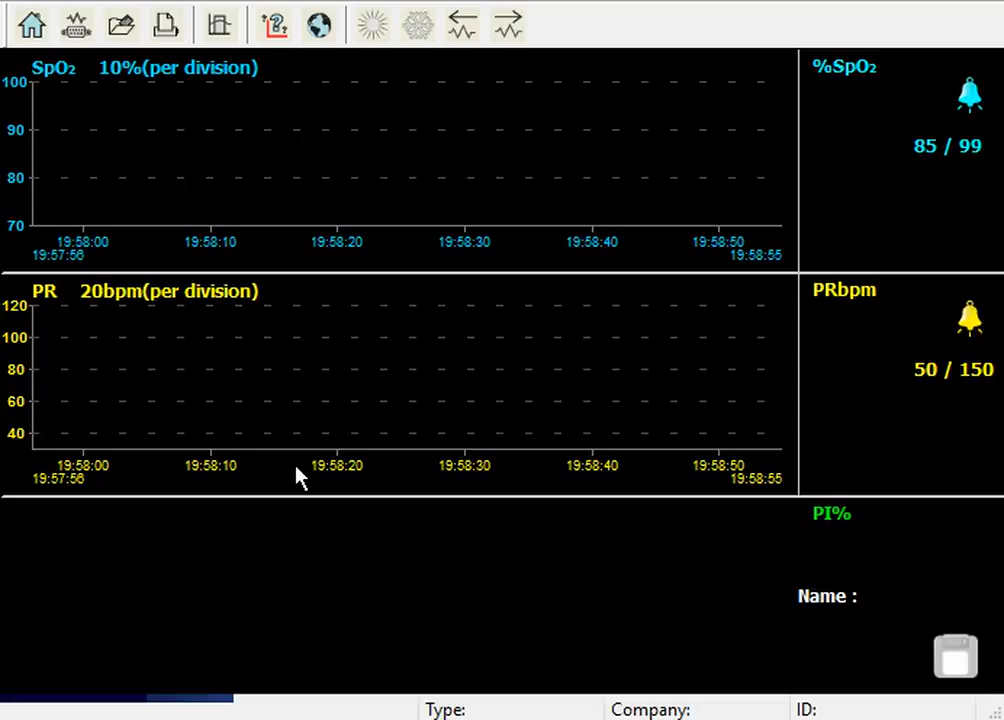 SpO₂ 10%(per division)
100
90
80
70
19:58:00 19:58:10 19:58:20 19:58:30 19:58:40 19:58:50
19:57:56 19:58:55
%SpO₂
85 / 99
PR 20bpm(per division)
120
100
80
60
40
19:58:00 19:58:10 19:58:20 19:58:30 19:58:40 19:58:50
19:57:56 19:58:55
PRbpm
50 / 150
PI%
Name :
Type: Company: ID: